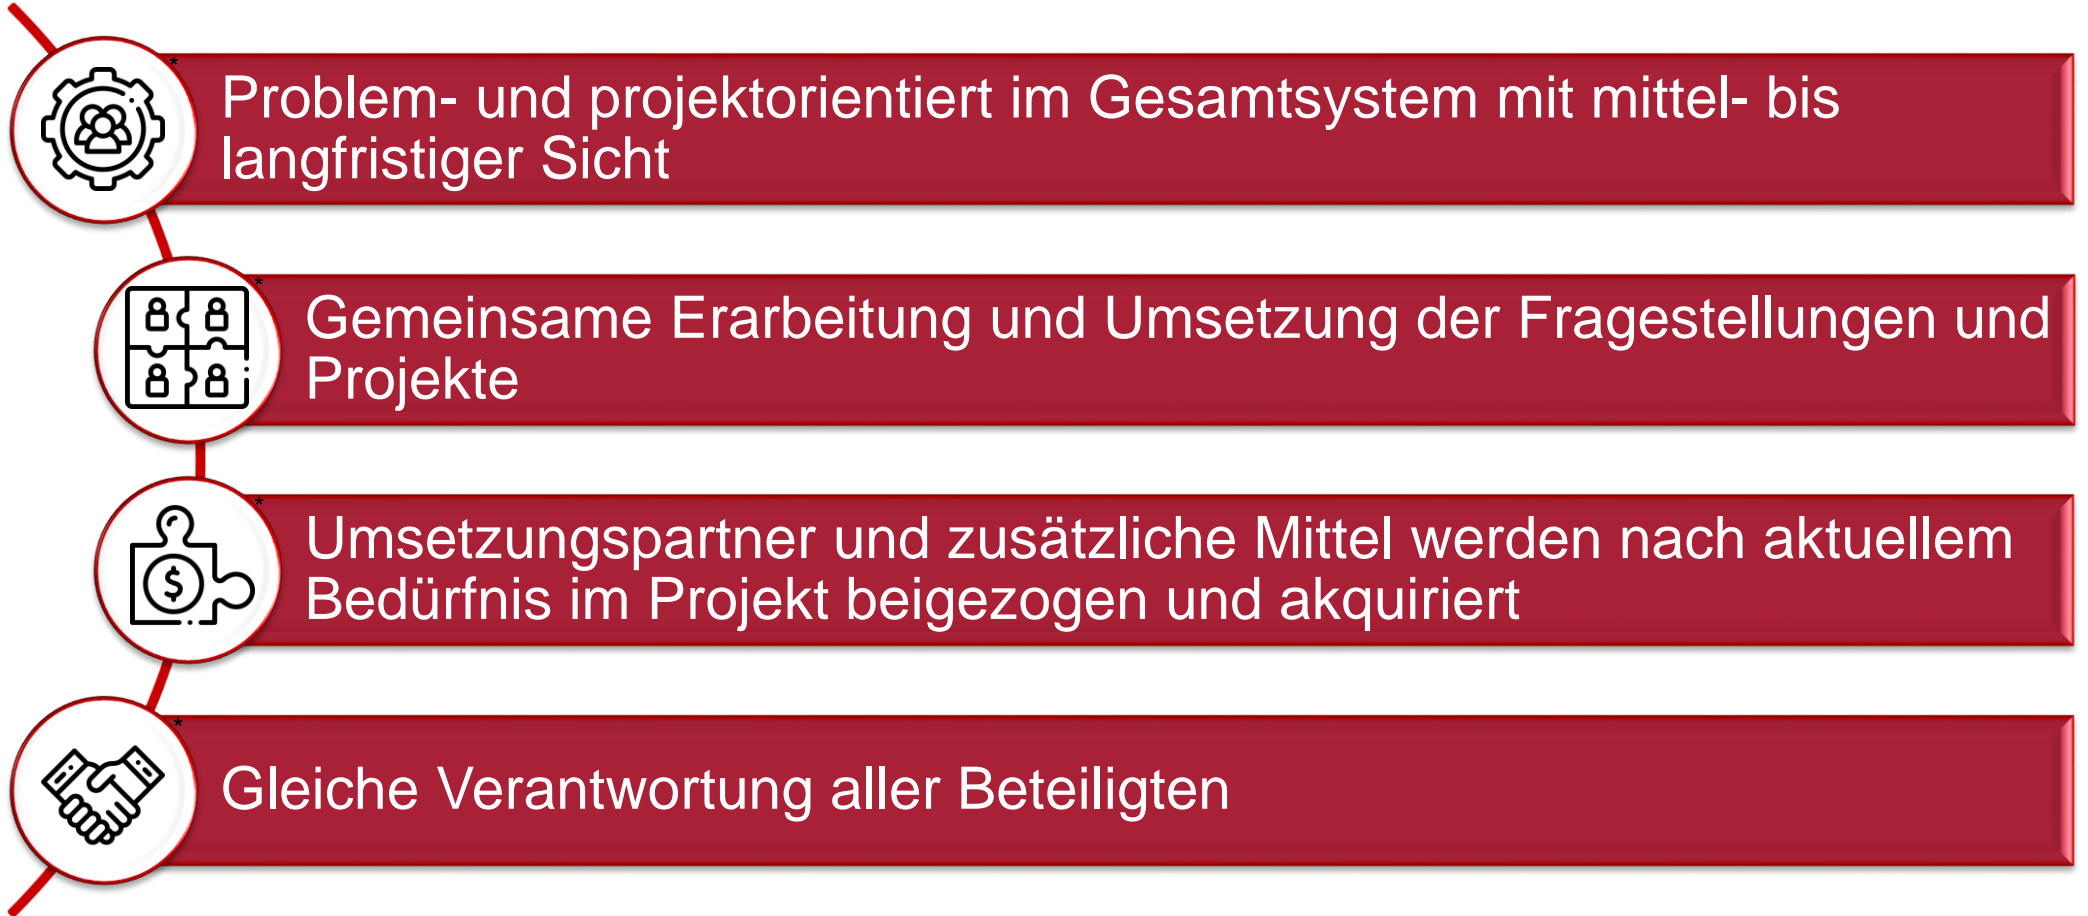 *
Problem- und projektorientiert im Gesamtsystem mit mittel- bis
langfristiger Sicht
*
Gemeinsame Erarbeitung und Umsetzung der Fragestellungen und
Projekte
*
Umsetzungspartner und zusätzliche Mittel werden nach aktuellem
Bedürfnis im Projekt beigezogen und akquiriert
$
*
Gleiche Verantwortung aller Beteiligten